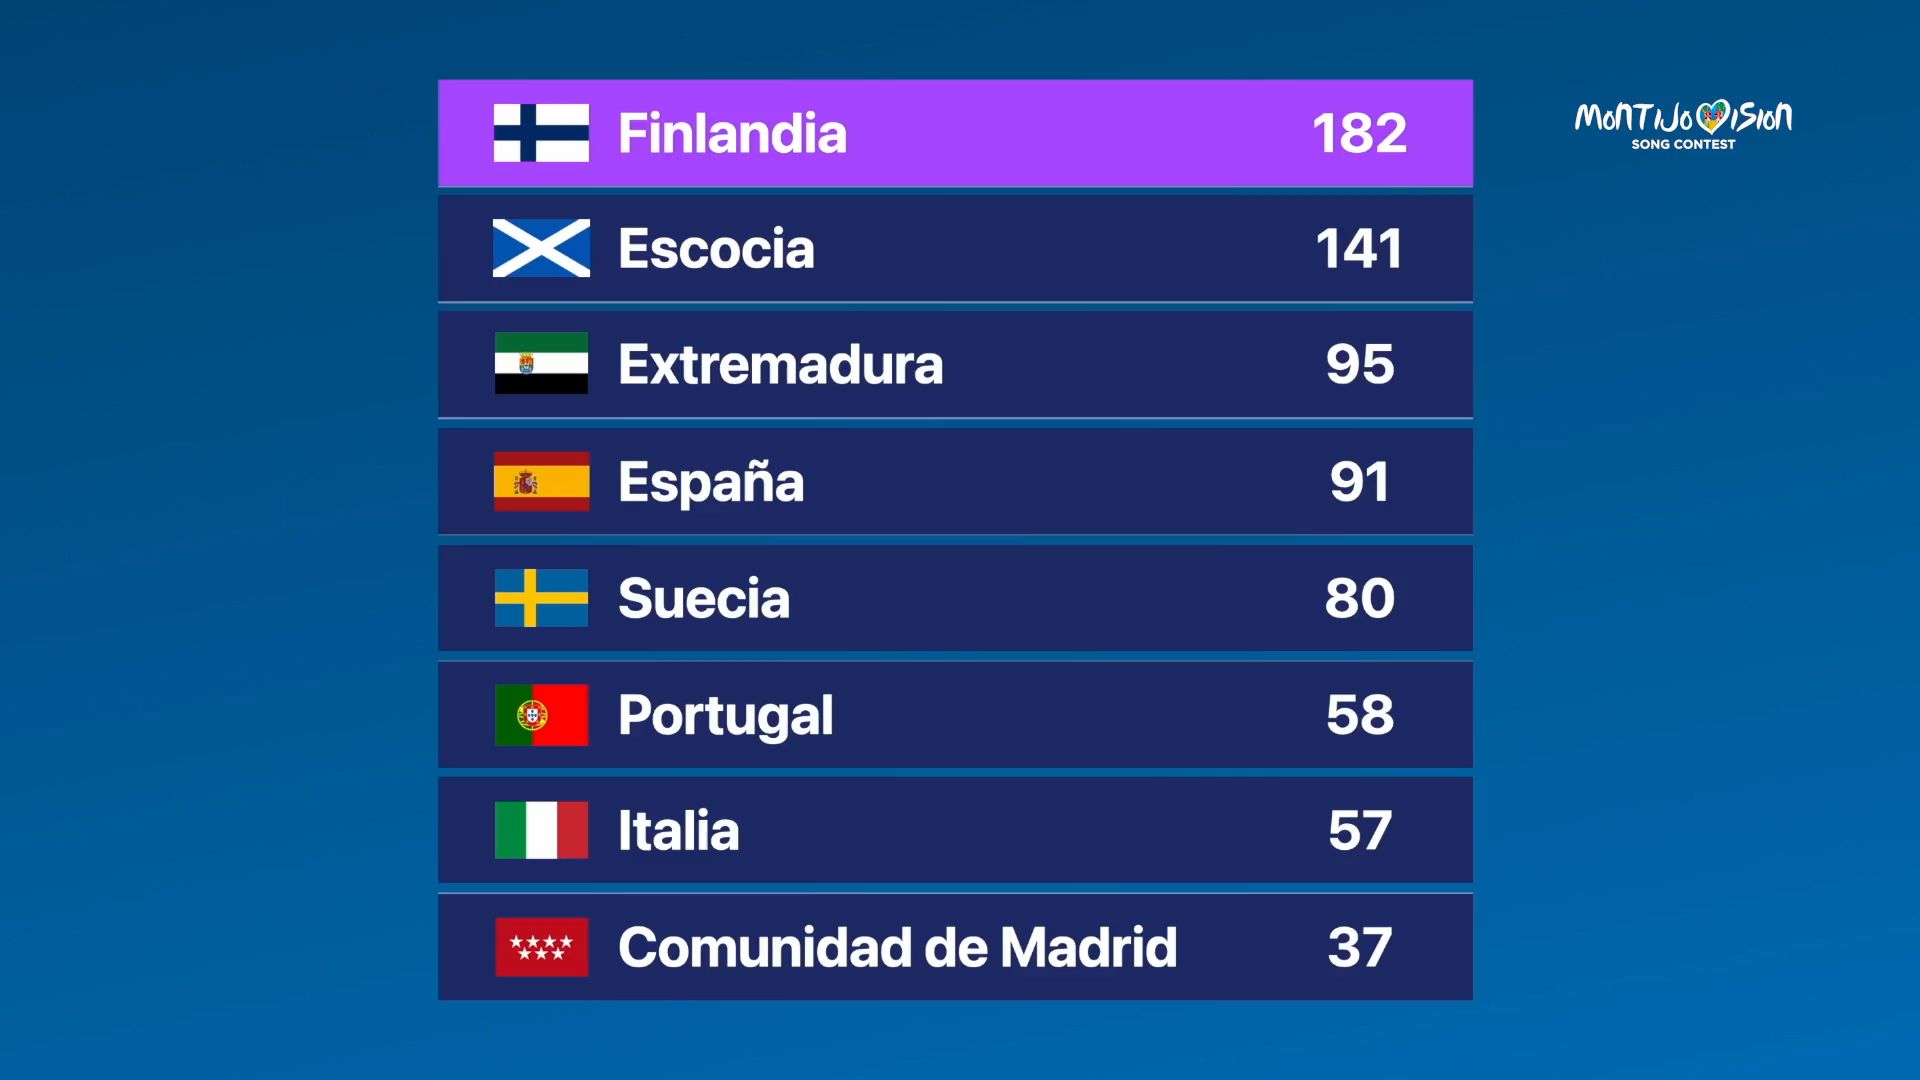 Finlandia 182
MONTIJOVISION
SONG CONTEST
Escocia 141
Extremadura 95
España 91
Suecia 80
Portugal 58
Italia 57
Comunidad de Madrid 37